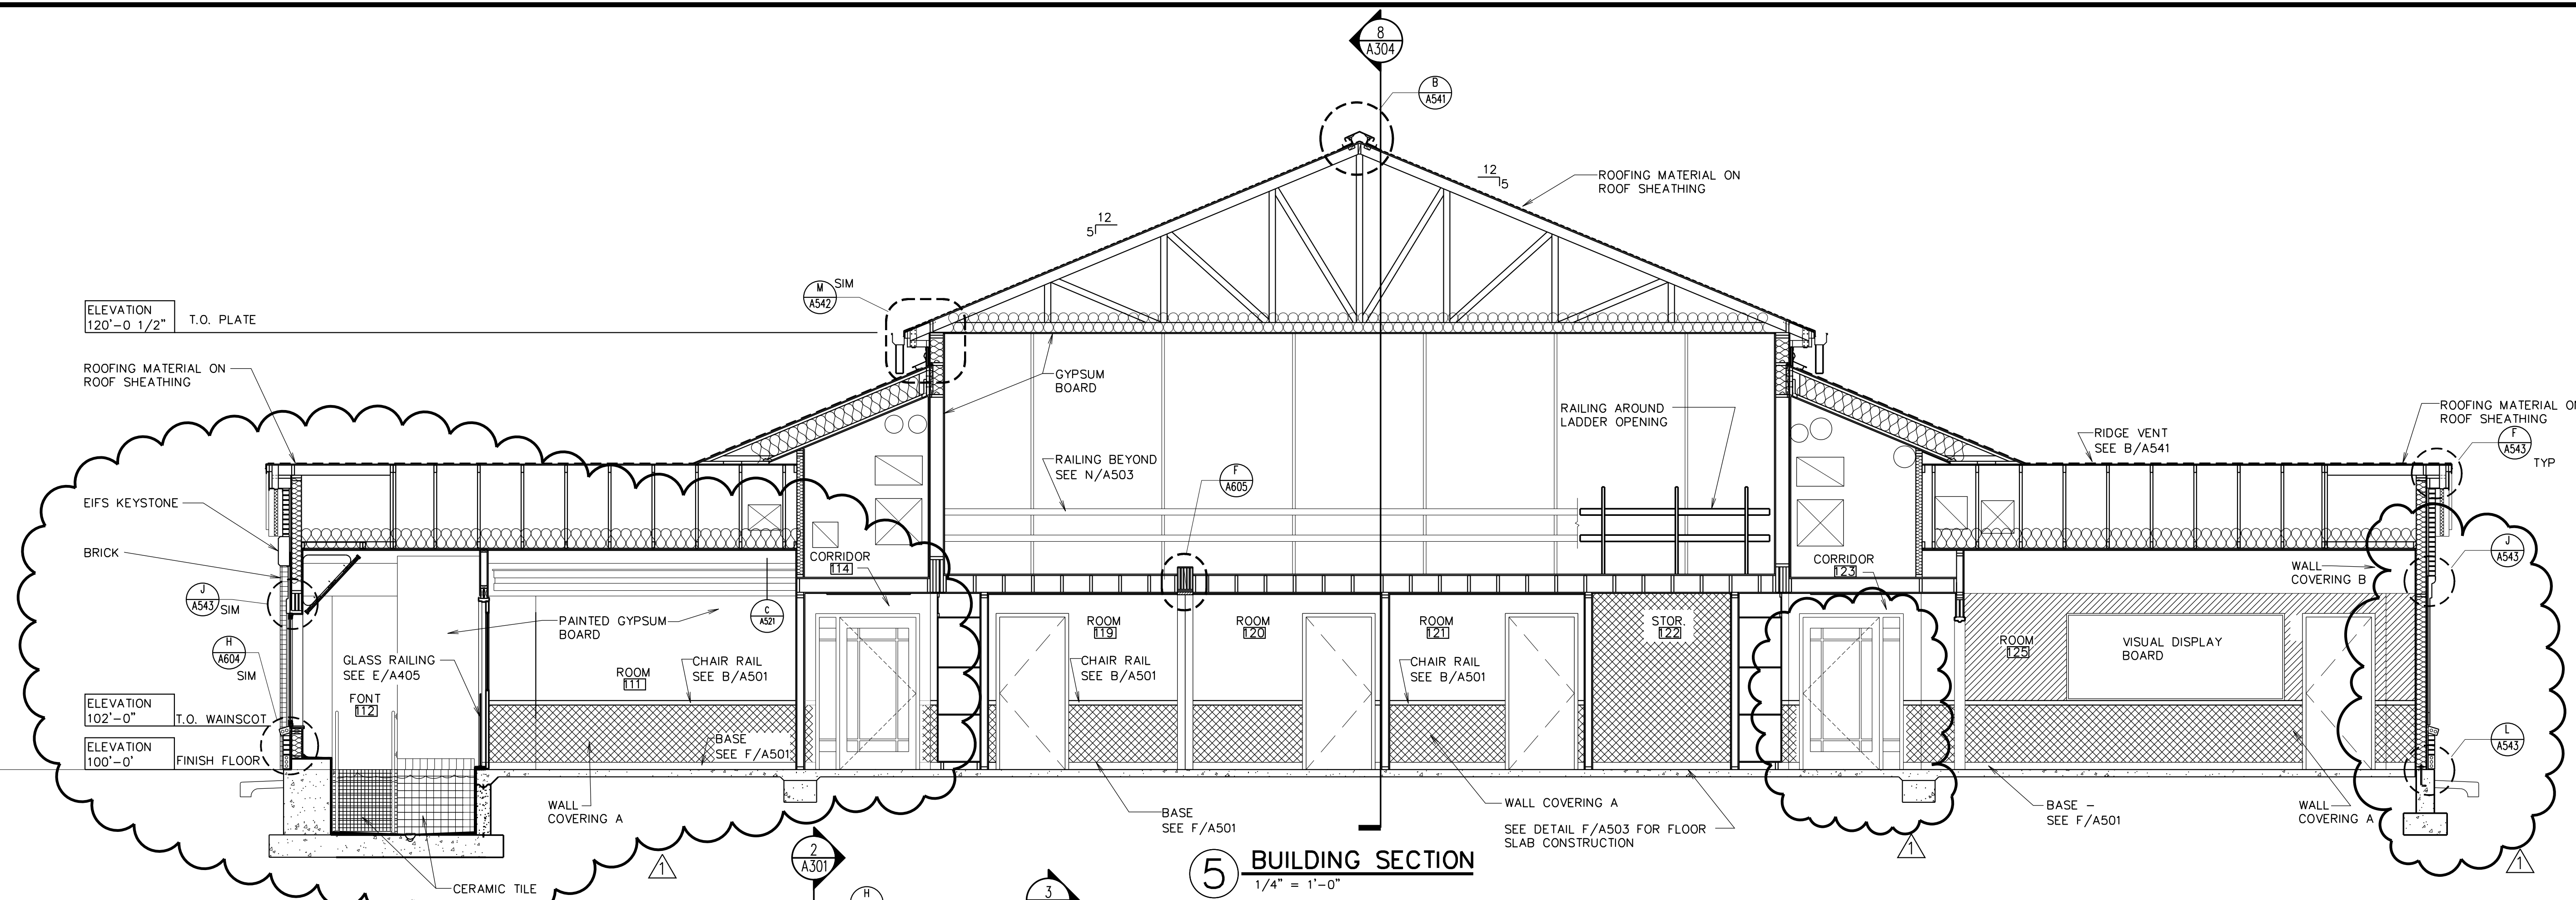 8
A304
B
A541
12
5
ROOFING MATERIAL ON
ROOF SHEATHING
12
5
M
A542
SIM
ELEVATION
120'-0 1/2"
T.O. PLATE
ROOFING MATERIAL ON
ROOF SHEATHING
GYPSUM
BOARD
RAILING AROUND
LADDER OPENING
RAILING BEYOND
SEE N/A503
F
A605
RIDGE VENT
SEE B/A541
ROOFING MATERIAL
ROOF SHEATHING
F
A543
TYP
EIFS KEYSTONE
BRICK
J
A543
SIM
H
A604
SIM
CORRIDOR
114
C
A521
PAINTED GYPSUM
BOARD
GLASS RAILING
SEE E/A405
FONT
112
ROOM
111
CHAIR RAIL
SEE B/A501
BASE
SEE F/A501
ROOM
119
CHAIR RAIL
SEE B/A501
ROOM
120
ROOM
121
CHAIR RAIL
SEE B/A501
STOR.
122
CORRIDOR
123
WALL
COVERING B
J
A543
ROOM
125
VISUAL DISPLAY
BOARD
L
A543
ELEVATION
102'-0"
T.O. WAINSCOT
ELEVATION
100'-0'
FINISH FLOOR
WALL
COVERING A
BASE
SEE F/A501
WALL COVERING A
SEE DETAIL F/A503 FOR FLOOR
SLAB CONSTRUCTION
BASE -
SEE F/A501
WALL
COVERING A
1
1
1
CERAMIC TILE
2
A301
H
3
5
BUILDING SECTION
1/4" = 1'-0"